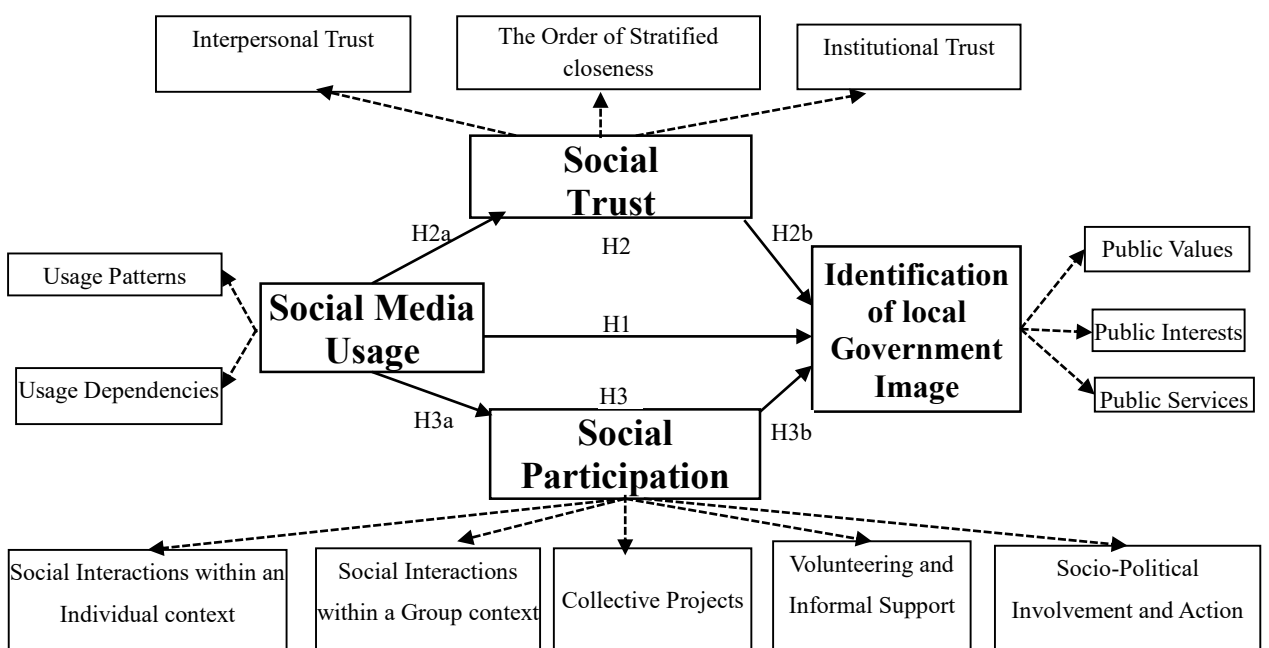 Interpersonal Trust
The Order of Stratified
closeness
Institutional Trust
Social
Trust
H2a
H2
H2b
Usage Patterns
Usage Dependencies
Social Media
Usage
H1
Identification
of local
Government
Image
Public Values
Public Interests
Public Services
H3a
H3
H3b
Social
Participation
Social Interactions within an
Individual context
Social Interactions
within a Group context
Collective Projects
Volunteering and
Informal Support
Socio-Political
Involvement and Action